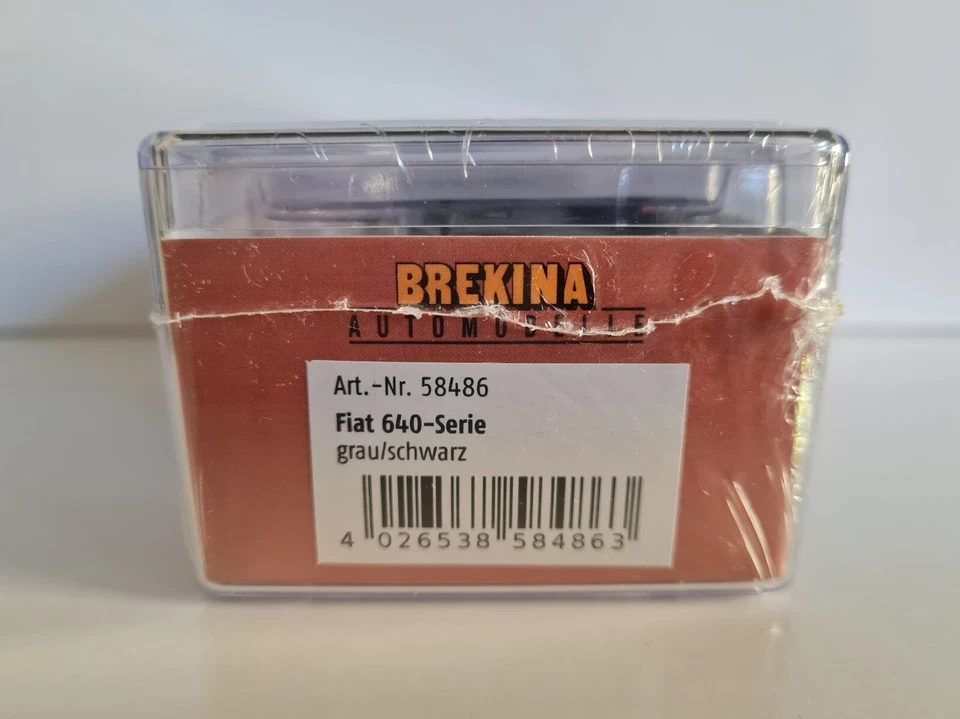 BREKINA
AUTOMODELLE
Art.-Nr. 58486
Fiat 640-Serie
grau/schwarz
4 026538 584863